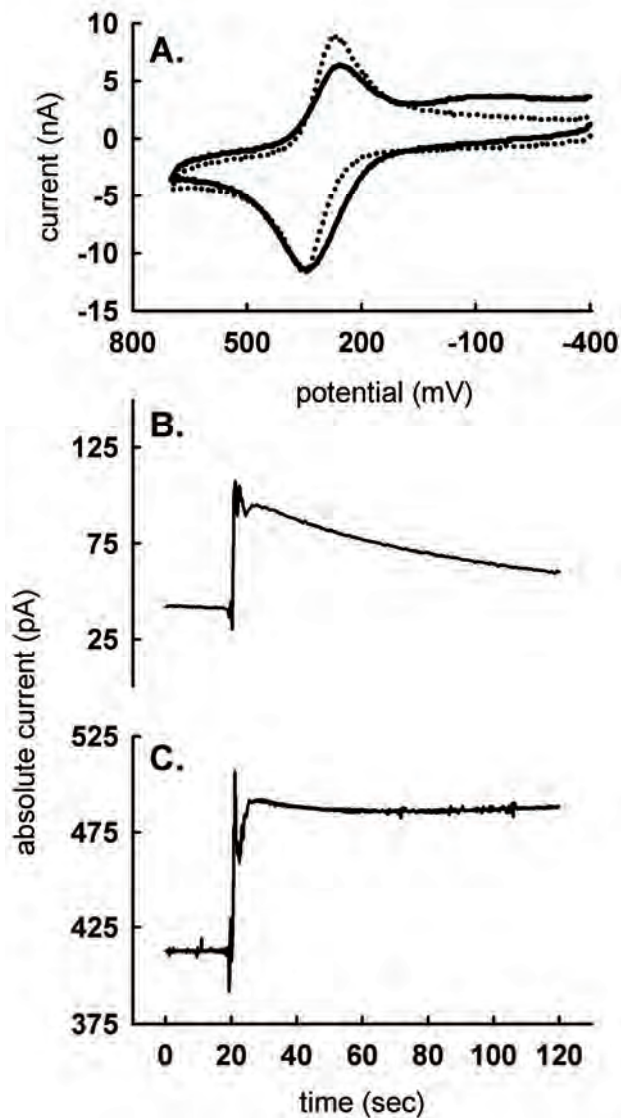 A.
10
5
0
-5
-10
-15
current (nA)
800 500 200 -100 -400
potential (mV)
B.
125
75
25
absolute current (pA)
C.
525
475
425
375
0 20 40 60 80 100 120
time (sec)